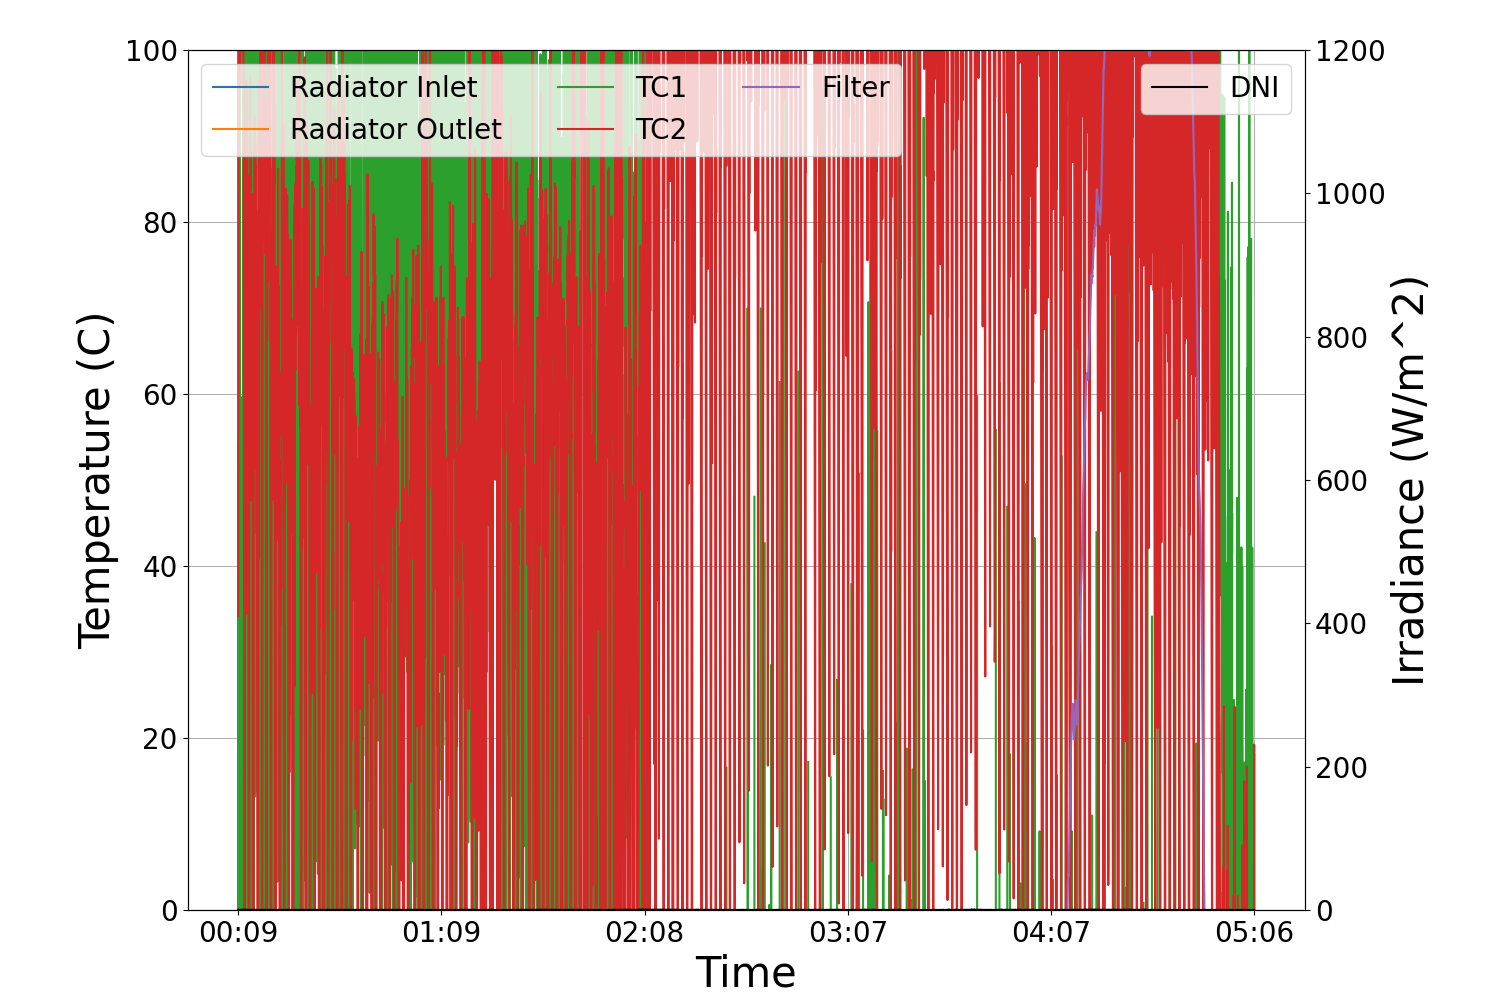 100
80
60
40
20
0
Temperature (C)
Radiator Inlet
Radiator Outlet
TC1
TC2
Filter
DNI
1200
1000
800
600
400
200
0
Irradiance (W/m^2)
00:09 01:09 02:08 03:07 04:07 05:06
Time